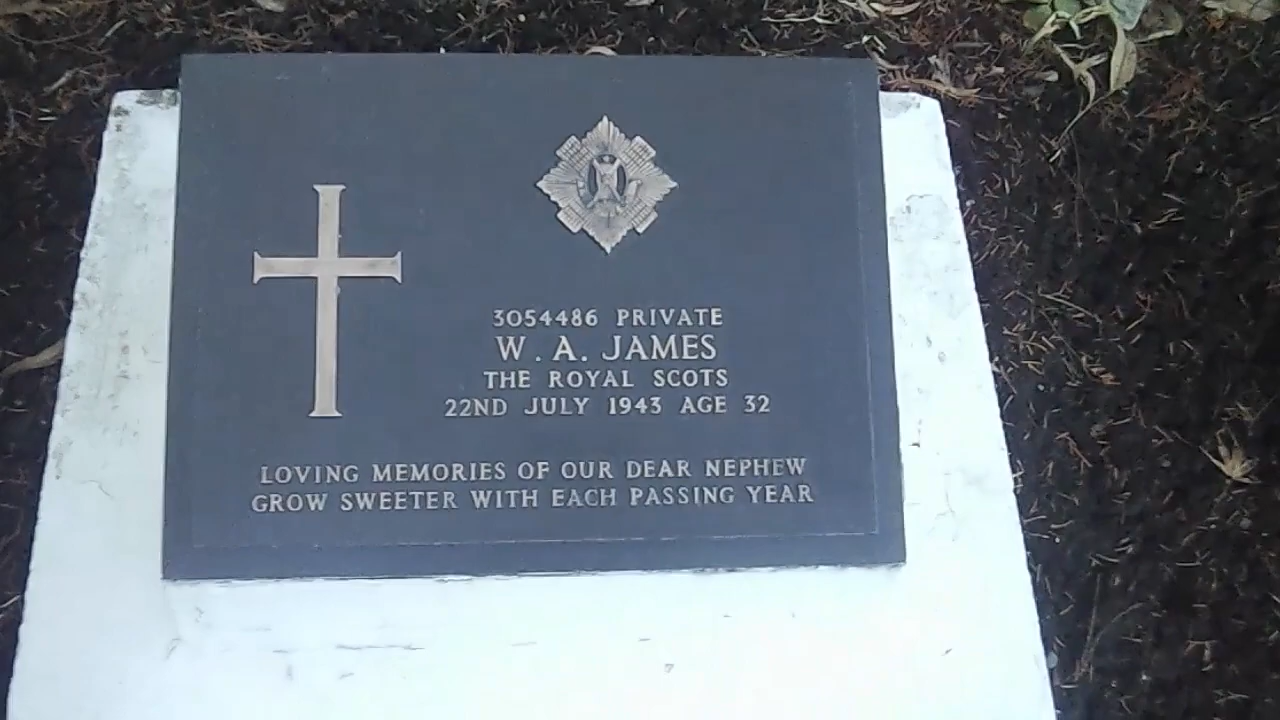 3054486 PRIVATE
W. A. JAMES
THE ROYAL SCOTS
22ND JULY 1943 AGE 32
LOVING MEMORIES OF OUR DEAR NEPHEW
GROW SWEETER WITH EACH PASSING YEAR